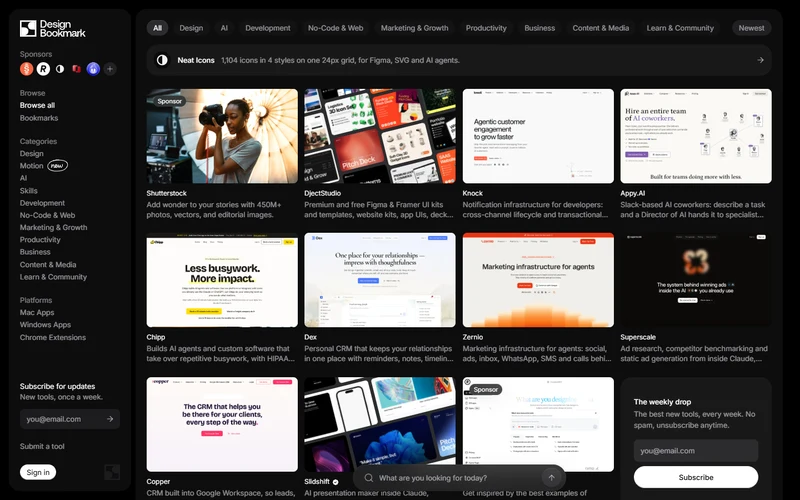 Design
Bookmark
Sponsors
Browse
Browse all
Bookmarks
Categories
Design
Motion new
AI
Skills
Development
No-Code & Web
Marketing & Growth
Productivity
Business
Content & Media
Learn & Community
Platforms
Mac Apps
Windows Apps
Chrome Extensions
Subscribe for updates
New tools, once a week.
you@email.com
Submit a tool
Sign in
All Design AI Development No-Code & Web Marketing & Growth Productivity Business Content & Media Learn & Community Newest
Neat Icons 1,104 icons in 4 styles on one 24px grid, for Figma, SVG and AI agents.
Sponsor
Shutterstock
Add wonder to your stories with 450M+
photos, vectors, and editorial images.
Pitch Deck
DjectStudio
Premium and free Figma & Framer UI kits
and templates, website kits, app UIs, deck...
Agentic customer
engagement
to grow faster
Knock
Notification infrastructure for developers:
cross-channel lifecycle and transactional...
Hire an entire team
of AI coworkers.
Built for teams doing more with less.
Appy.AI
Slack-based AI coworkers: describe a task
and a Director of AI hands it to specialist...
Less busywork.
More impact.
Chipp
Builds AI agents and custom software that
take over repetitive busywork, with HIPAA...
Dex
One place for your relationships —
impress with thoughtfulness
Dex
Personal CRM that keeps your relationships
in one place with reminders, notes, timelin...
Marketing infrastructure for agents
Zernio
Marketing infrastructure for agents: social,
ads, inbox, WhatsApp, SMS and calls behi...
The system behind winning ads
inside the AI you already use
Superscale
Ad research, competitor benchmarking and
static ad generation from inside Claude,...
copper
The CRM that helps you
be there for your clients,
every step of the way.
Copper
CRM built into Google Workspace, so leads,
Pitch Deck
Slidshift
AI presentation maker inside Claude,
Sponsor
Get inspired by the best examples of
The weekly drop
The best new tools, every week. No
spam, unsubscribe anytime.
you@email.com
Subscribe
What are you looking for today?